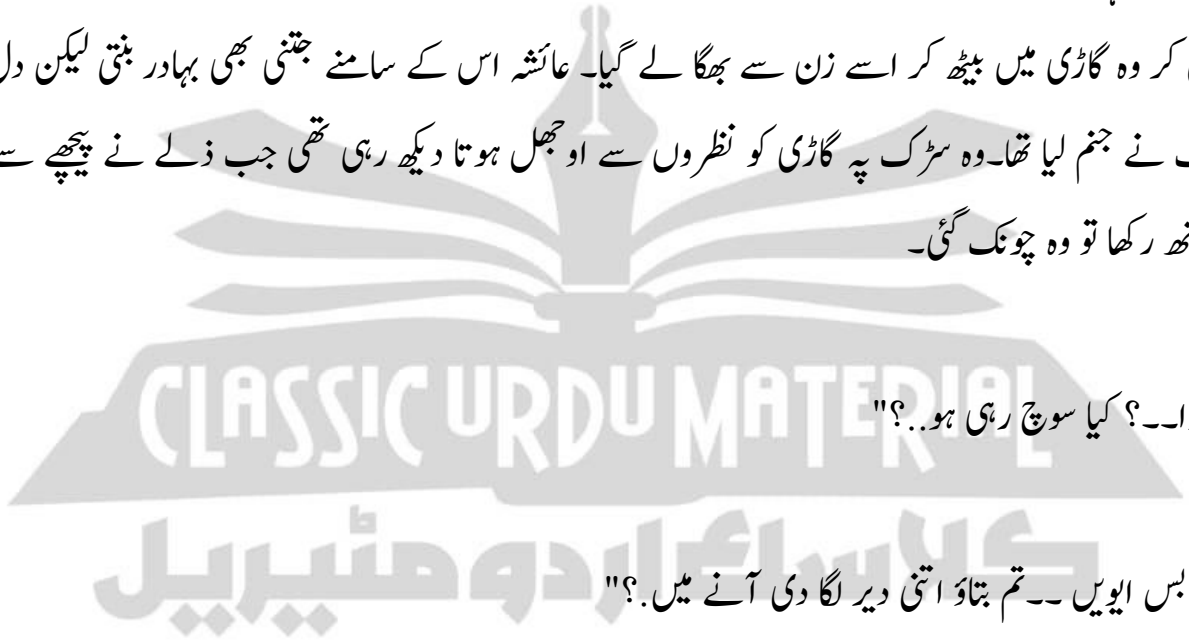 کر وہ گاڑی میں بیٹھ کر اسے زن سے بھگا لے گیا۔ عائشہ اس کے سامنے جتنی بھی بہادر بنتی لیکن دل
نے جنم لیا تھا۔وہ سڑک پہ گاڑی کو نظروں سے اوجھل ہوتا دیکھ رہی تھی جب ذلے نے پیچھے سے
رکھا تو وہ چونک گئی۔
CLASSIC URDU MATERIAL
ا۔۔؟ کیا سوچ رہی ہو..؟"
کلاسک اردو میٹیریل
بس ایویں ۔۔تم بتاؤ اتنی دیر لگا دی آنے میں.؟"